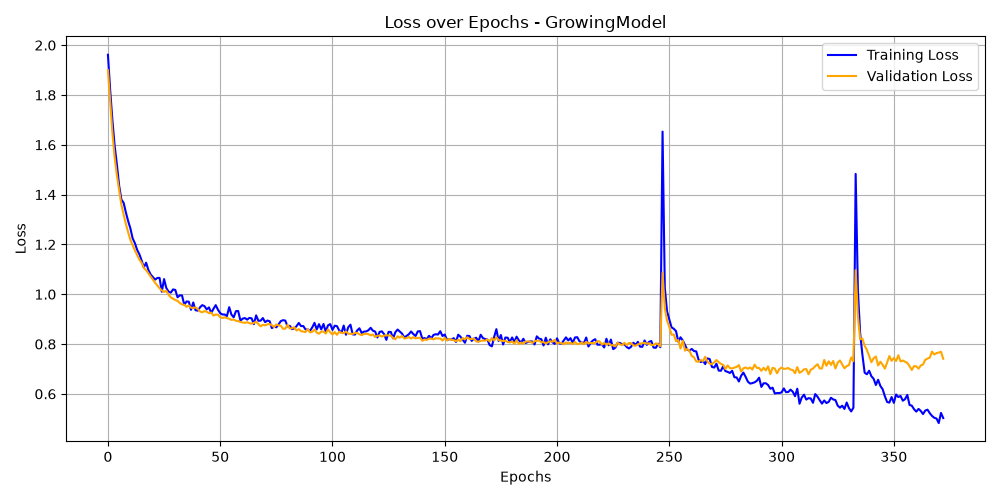 Loss over Epochs - GrowingModel
Training Loss
Validation Loss
Loss
2.0
1.8
1.6
1.4
1.2
1.0
0.8
0.6
0 50 100 150 200 250 300 350
Epochs